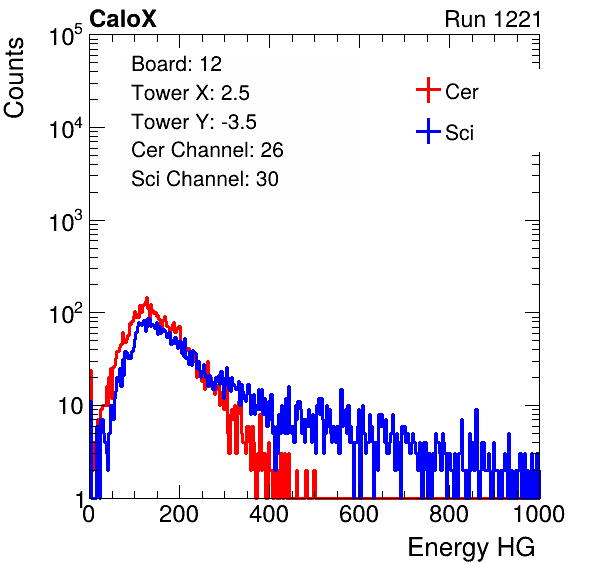 CaloX Run 1221
Counts
10^5
10^4
10^3
10^2
10
1
Board: 12
Tower X: 2.5
Tower Y: -3.5
Cer Channel: 26
Sci Channel: 30
Cer
Sci
0 200 400 600 800 1000
Energy HG